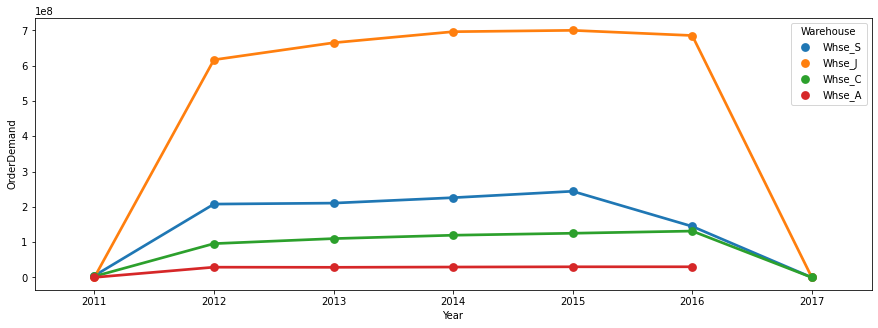 1e8
7
6
5
4
3
2
1
0
OrderDemand
2011 2012 2013 2014 2015 2016 2017
Year
Warehouse
Whse_S
Whse_J
Whse_C
Whse_A